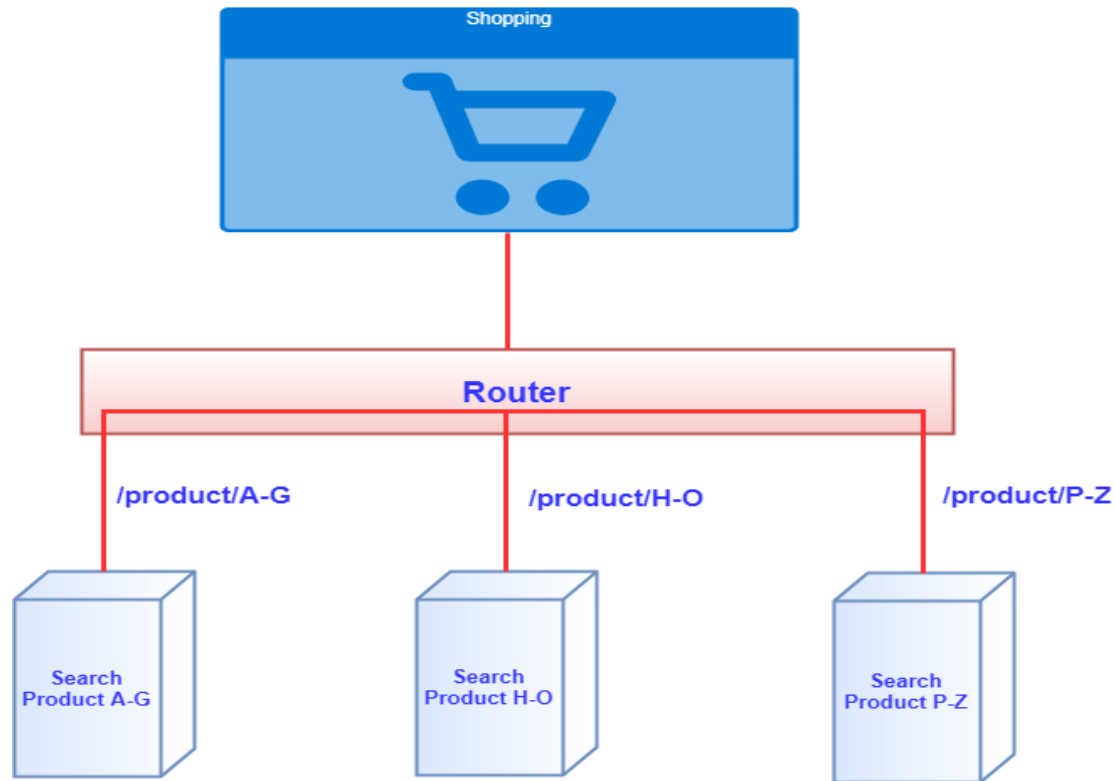 Shopping
Router
/product/A-G
/product/H-O
/product/P-Z
Search
Product A-G
Search
Product H-O
Search
Product P-Z